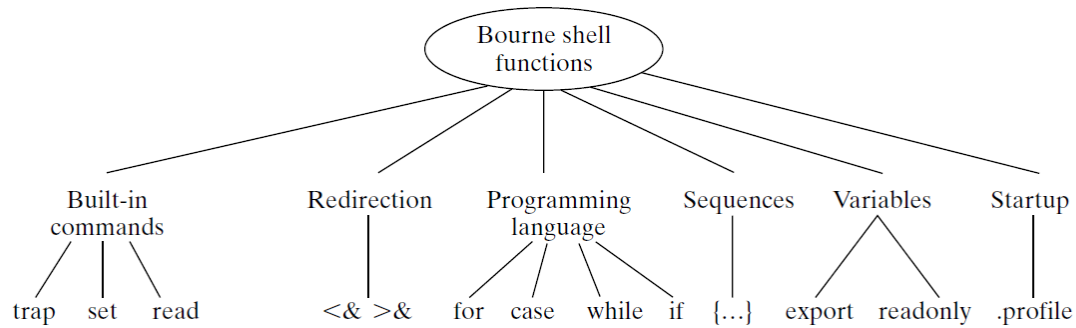 Bourne shell
functions
Built-in
commands
Redirection
Programming
language
Sequences
Variables
Startup
trap set read
<& >&
for case while if
{...}
export readonly
.profile